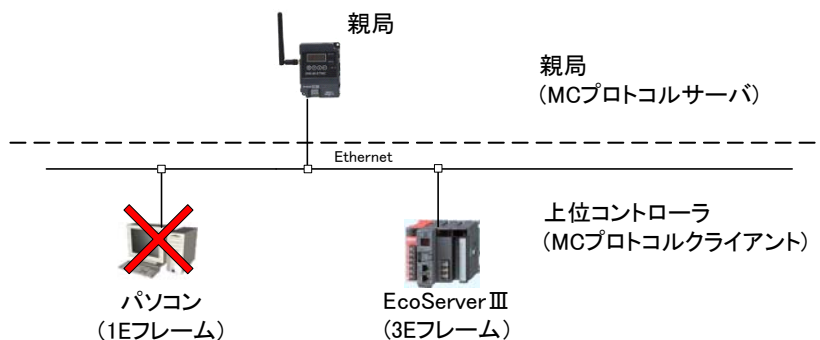 親局
親局
(MCプロトコルサーバ)
Ethernet
上位コントローラ
(MCプロトコルクライアント)
パソコン
(1Eフレーム)
EcoServerⅢ
(3Eフレーム)